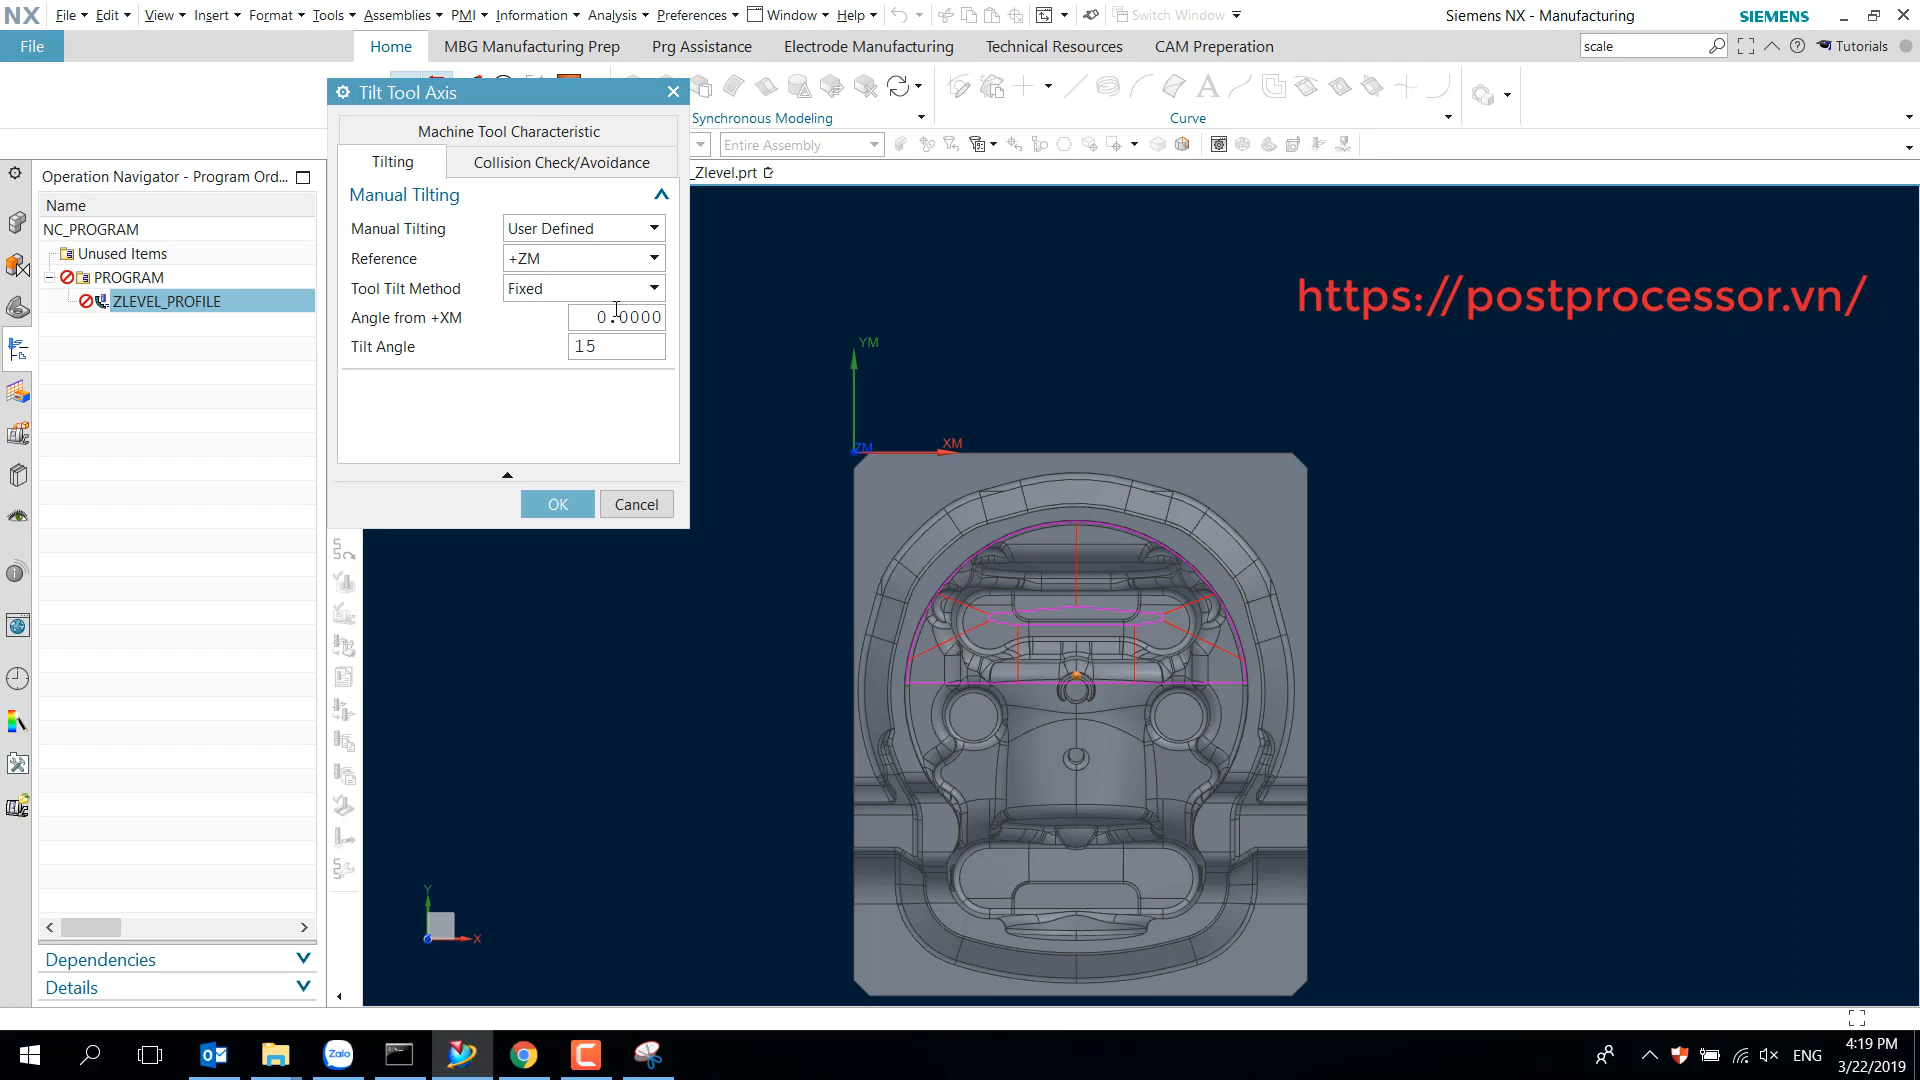 NX File Edit View Insert Format Tools Assemblies PMI Information Analysis Preferences Window Help Switch Window Siemens NX - Manufacturing SIEMENS
File Home MBG Manufacturing Prep Prg Assistance Electrode Manufacturing Technical Resources CAM Preperation scale Tutorials
Tilt Tool Axis
Synchronous Modeling Curve
Machine Tool Characteristic
Entire Assembly
Tilting Collision Check/Avoidance
_Zlevel.prt
Operation Navigator - Program Ord...
Manual Tilting
Name
NC_PROGRAM
Manual Tilting User Defined
Unused Items
Reference +ZM
PROGRAM
Tool Tilt Method Fixed
ZLEVEL_PROFILE
https://postprocessor.vn/
Angle from +XM 0.0000
Tilt Angle 15
YM
ZM
XM
OK Cancel
Y
X
Dependencies
Details
Zalo
ENG
4:19 PM
3/22/2019